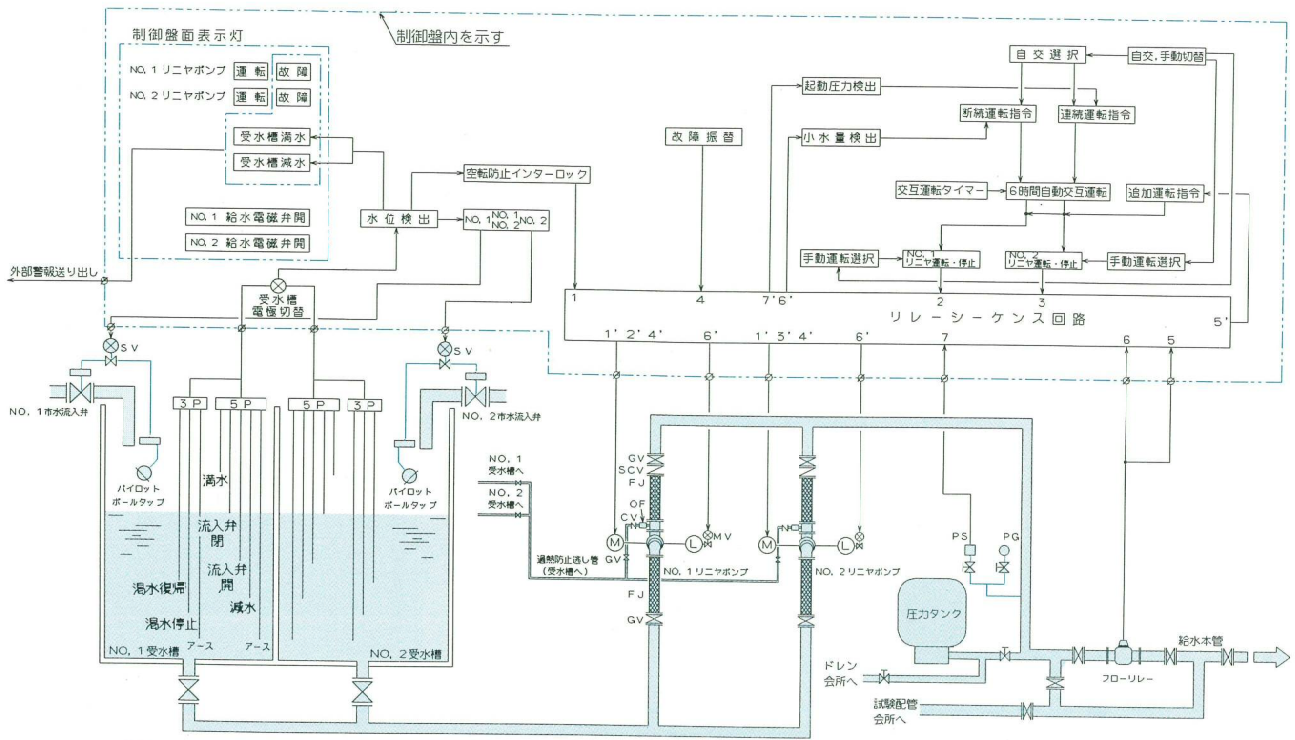 制御盤内を示す
制御盤面表示灯
NO. 1 リニヤポンプ 運転 故障
NO. 2 リニヤポンプ 運転 故障
受水槽満水
受水槽減水
NO. 1 給水電磁弁開
NO. 2 給水電磁弁開
外部警報送り出し
水位検出
空転防止インターロック
NO. 1 NO. 1 NO. 2 NO. 2
受水槽
電極切替
故障振替
起動圧力検出
小水量検出
自交選択
自交, 手動切替
断続運転指令
連続運転指令
交互運転タイマー
6時間自動交互運転
追加運転指令
手動運転選択
NO. 1
リニヤ運転・停止
NO. 2
リニヤ運転・停止
手動運転選択
1 4 7' 6' 2 3
リレーシーケンス回路
5'
1' 2' 4' 6' 1' 3' 4' 6' 7 6 5
SV
SV
NO. 1市水流入弁
NO. 2市水流入弁
3P
5P
5P
3P
パイロット
ボールタップ
パイロット
ボールタップ
満水
流入弁
閉
流入弁
開
渇水復帰
減水
渇水停止
アース
アース
NO. 1受水槽
NO. 2受水槽
NO. 1
受水槽へ
NO. 2
受水槽へ
過熱防止逃し管
(受水槽へ)
GV
SCV
FJ
OF
CV
M
GV
L
MV
NO. 1リニヤポンプ
FJ
GV
M
L
NO. 2リニヤポンプ
PS
PG
圧力タンク
ドレン
会所へ
試験配管
会所へ
フローリレー
給水本管